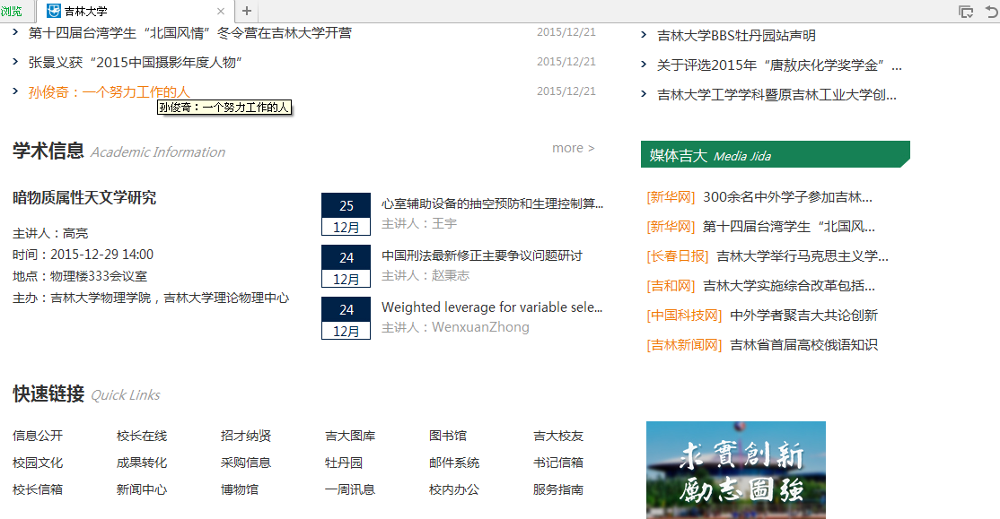 浏览
吉林大学
第十四届台湾学生“北国风情”冬令营在吉林大学开营 2015/12/21
张景义获“2015中国摄影年度人物” 2015/12/21
孙俊奇：一个努力工作的人 2015/12/21
孙俊奇：一个努力工作的人
吉林大学BBS牡丹园站声明
关于评选2015年“唐敖庆化学奖学金”...
吉林大学工学学科暨原吉林工业大学创...
学术信息 Academic Information more >
暗物质属性天文学研究
主讲人：高亮
时间：2015-12-29 14:00
地点：物理楼333会议室
主办：吉林大学物理学院，吉林大学理论物理中心
25 心室辅助设备的抽空预防和生理控制算...
12月 主讲人：王宇
24 中国刑法最新修正主要争议问题研讨
12月 主讲人：赵秉志
24 Weighted leverage for variable sele...
12月 主讲人：WenxuanZhong
媒体吉大 Media Jida
[新华网] 300余名中外学子参加吉林...
[新华网] 第十四届台湾学生“北国风...
[长春日报] 吉林大学举行马克思主义学...
[吉和网] 吉林大学实施综合改革包括...
[中国科技网] 中外学者聚吉大共论创新
[吉林新闻网] 吉林省首届高校俄语知识
快速链接 Quick Links
信息公开 校长在线 招才纳贤 吉大图库 图书馆 吉大校友
校园文化 成果转化 采购信息 牡丹园 邮件系统 书记信箱
校长信箱 新闻中心 博物馆 一周讯息 校内办公 服务指南
求實創新
勵志圖強